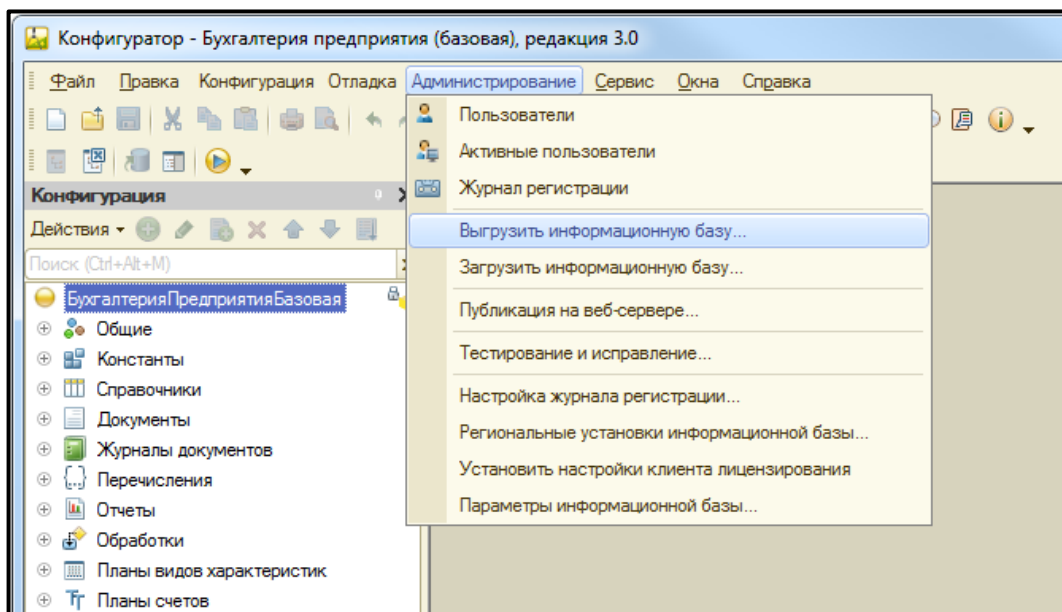 Конфигуратор - Бухгалтерия предприятия (базовая), редакция 3.0
Файл Правка Конфигурация Отладка Администрирование Сервис Окна Справка
Пользователи
Активные пользователи
Журнал регистрации
Выгрузить информационную базу...
Загрузить информационную базу...
Публикация на веб-сервере...
Тестирование и исправление...
Настройка журнала регистрации...
Региональные установки информационной базы...
Установить настройки клиента лицензирования
Параметры информационной базы...
Конфигурация
Действия
Поиск (Ctrl+Alt+M)
БухгалтерияПредприятияБазовая
Общие
Константы
Справочники
Документы
Журналы документов
Перечисления
Отчеты
Обработки
Планы видов характеристик
Планы счетов